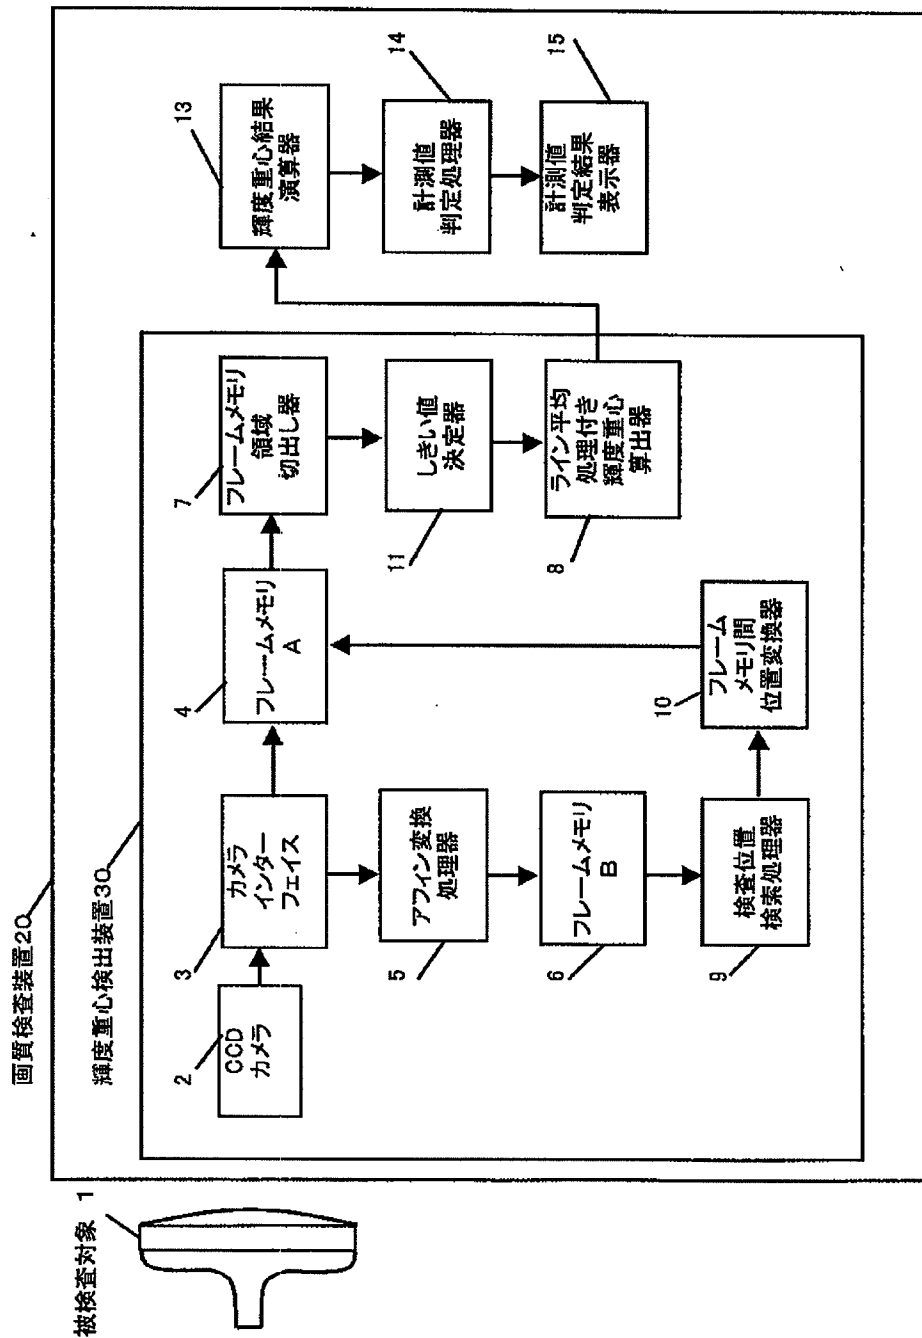 画質検査装置20
輝度重心検出装置30
被検査対象 1
2
CCD
カメラ
3
カメラ
インター
フェイス
4
フレームメモリ
A
7
フレームメモリ
領域
切出し器
13
輝度重心結果
演算器
5
アフィン変換
処理器
11
しきい値
決定器
14
計測値
判定処理器
6
フレームメモリ
B
8
ライン平均
処理付き
輝度重心
算出器
15
計測値
判定結果
表示器
9
検査位置
検索処理器
10
フレーム
メモリ間
位置変換器